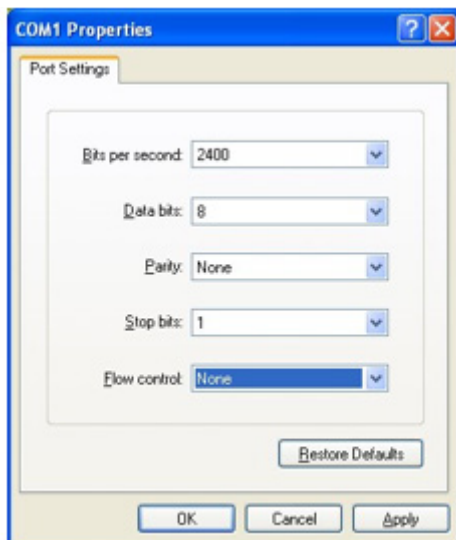 COM1 Properties
Port Settings
Bits per second: 2400
Data bits: 8
Parity: None
Stop bits: 1
Flow control: None
Restore Defaults
OK Cancel Apply